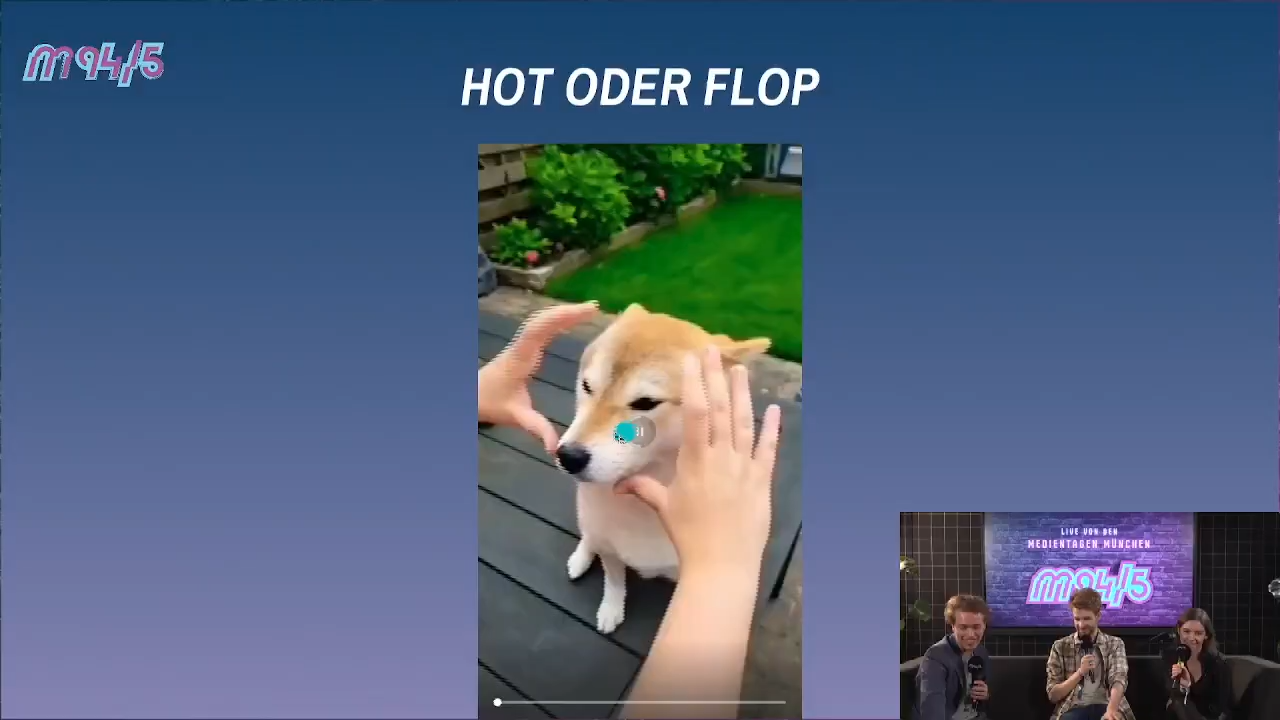 M94/5
HOT ODER FLOP
LIVE VON DEN
MEDIENTAGEN MÜNCHEN
M94/5